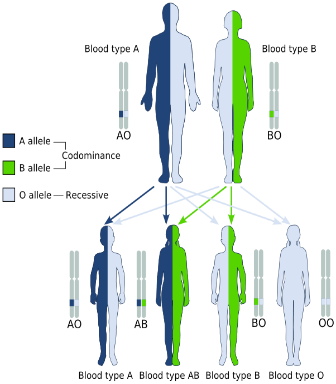 Blood type A
Blood type B
AO
BO
A allele
Codominance
B allele
O allele
Recessive
AO
AB
BO
OO
Blood type A
Blood type AB
Blood type B
Blood type O